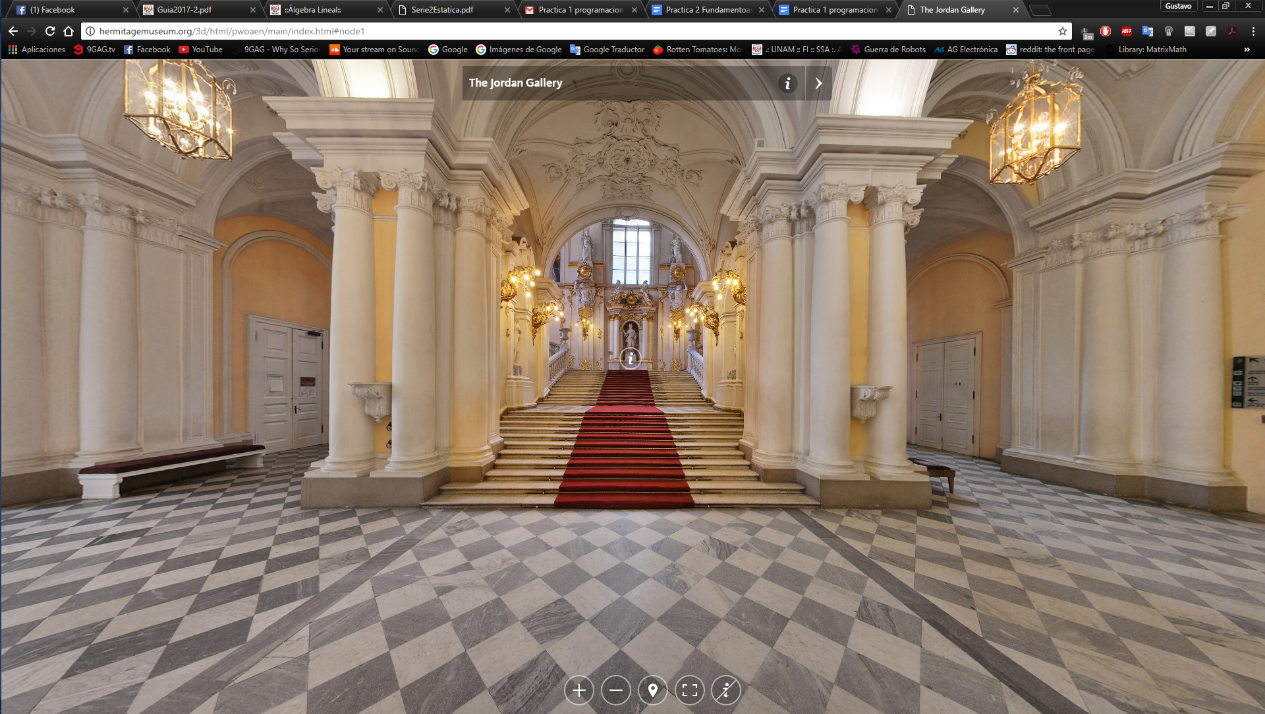 (1) Facebook
Guia2017-2.pdf
::Álgebra Lineal::
Serie2Estatica.pdf
Practica 1 programacion
Practica 2 Fundamentos
Practica 1 programacion
The Jordan Gallery
Gustavo
hermitagemuseum.org/3d/html/pwoaen/main/index.html#node1
Aplicaciones
9GAG.tv
Facebook
YouTube
9GAG - Why So Serio
Your stream on Soun
Google
Imágenes de Google
Google Traductor
Rotten Tomatoes: Mo
:: UNAM :: FI :: SSA ::
Guerra de Robots
AG Electrónica
reddit: the front page
Library: MatrixMath
»
The Jordan Gallery